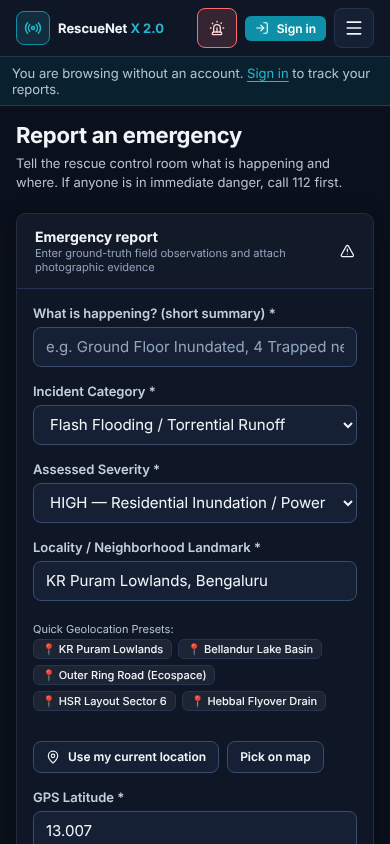 RescueNet X 2.0
Sign in
You are browsing without an account. Sign in to track your
reports.
Report an emergency
Tell the rescue control room what is happening and
where. If anyone is in immediate danger, call 112 first.
Emergency report
Enter ground-truth field observations and attach
photographic evidence
What is happening? (short summary) *
e.g. Ground Floor Inundated, 4 Trapped ne
Incident Category *
Flash Flooding / Torrential Runoff
Assessed Severity *
HIGH — Residential Inundation / Power
Locality / Neighborhood Landmark *
KR Puram Lowlands, Bengaluru
Quick Geolocation Presets:
📍 KR Puram Lowlands 📍 Bellandur Lake Basin
📍 Outer Ring Road (Ecospace)
📍 HSR Layout Sector 6 📍 Hebbal Flyover Drain
Use my current location Pick on map
GPS Latitude *
13.007